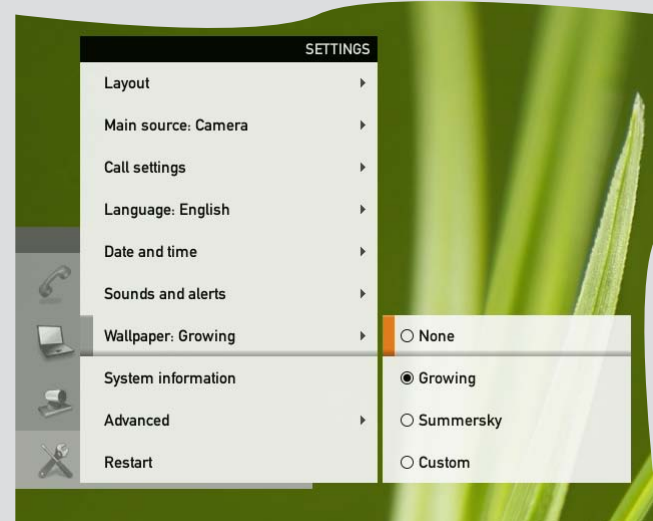 SETTINGS
Layout
Main source: Camera
Call settings
Language: English
Date and time
Sounds and alerts
Wallpaper: Growing
None
System information
Growing
Advanced
Summersky
Restart
Custom